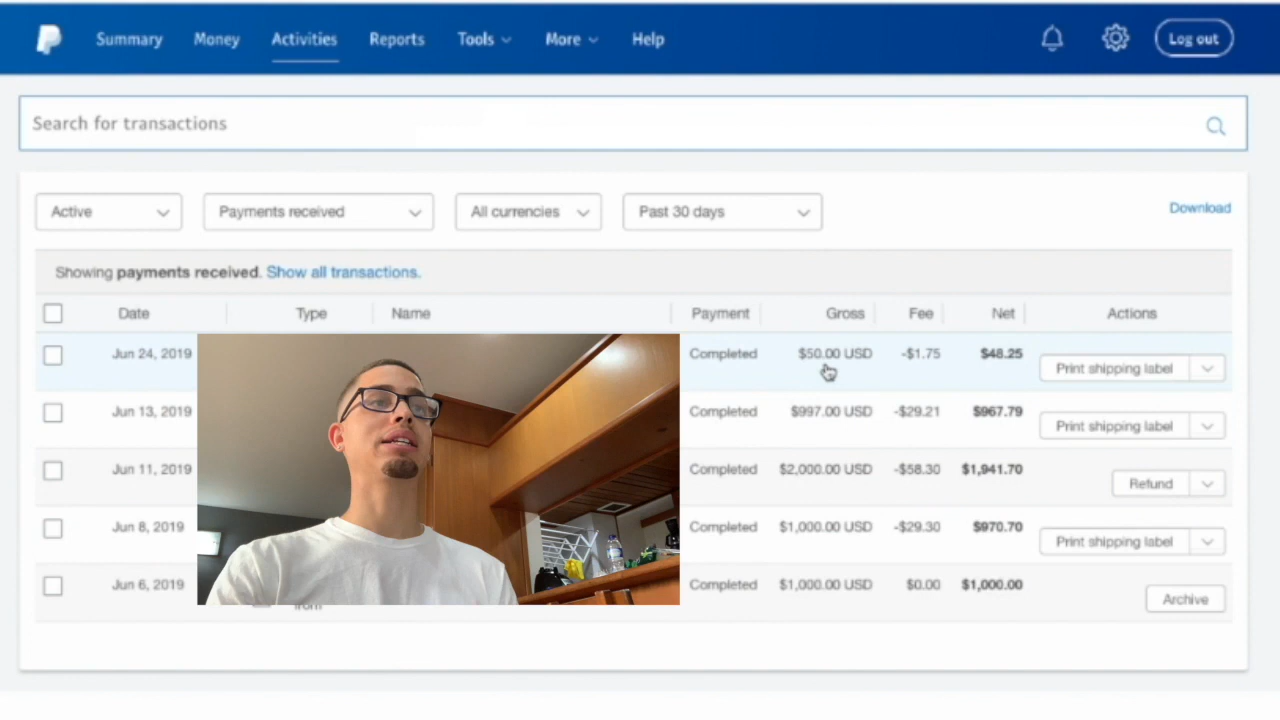 Summary Money Activities Reports Tools More Help Log out
Search for transactions
Active Payments received All currencies Past 30 days Download
Showing payments received. Show all transactions.
Date Type Name Payment Gross Fee Net Actions
Jun 24, 2019 Completed $50.00 USD -$1.75 $48.25 Print shipping label
Jun 13, 2019 Completed $997.00 USD -$29.21 $967.79 Print shipping label
Jun 11, 2019 Completed $2,000.00 USD -$58.30 $1,941.70 Refund
Jun 8, 2019 Completed $1,000.00 USD -$29.30 $970.70 Print shipping label
Jun 6, 2019 Completed $1,000.00 USD $0.00 $1,000.00 Archive